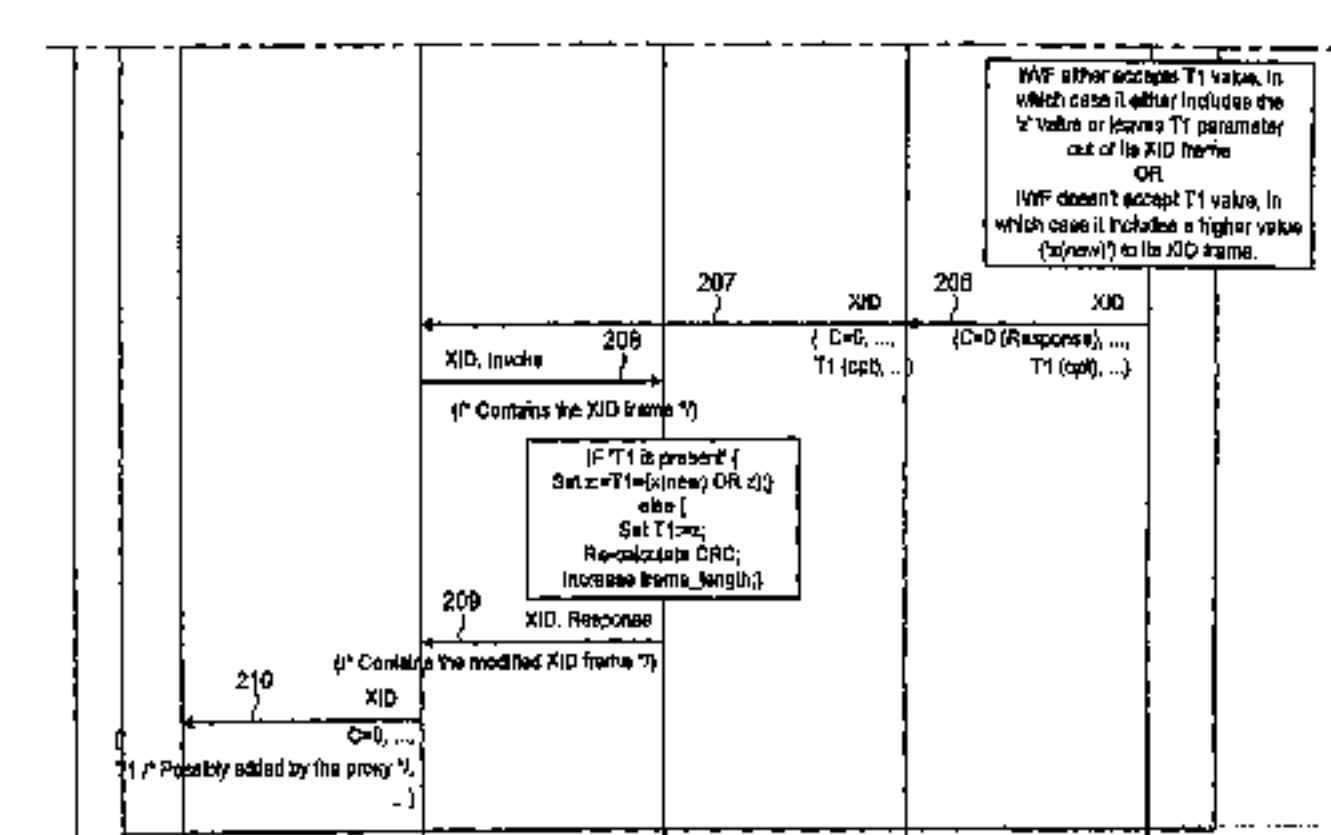 IWF either accepts T1 value, in
which case it either includes the
'z' value or leaves T1 parameter
out of its XID frame
OR
IWF doesn't accept T1 value, in
which case it includes a higher value
('x(new)') to its XID frame.
207
206
XID
XID
{ C=0, ...,
{C=0 (Response), ...,
T1 (opt), ...}
T1 (opt), ...}
208
XID, Invoke
(/* Contains the XID frame */)
IF 'T1 is present' {
Set z:=T1=(x(new) OR z);}
else {
Set T1:=z;
Re-calculate CRC;
Increase frame_length;}
209
XID. Response
(/* Contains the modified XID frame */)
210
XID
{
C=0, ...,
T1 /* Possibly added by the proxy */,
... }